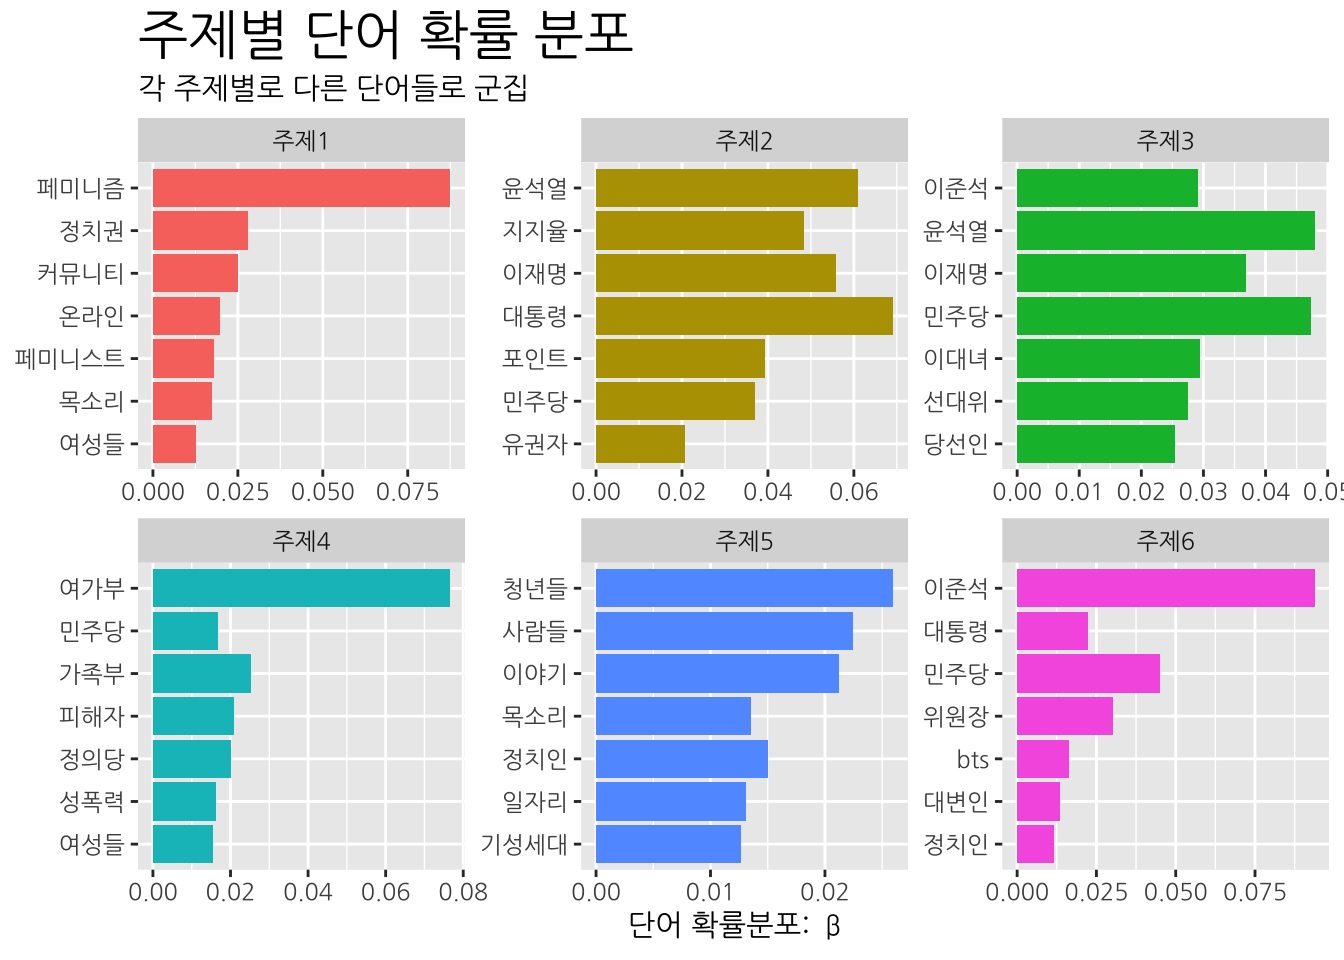 주제별 단어 확률 분포
각 주제별로 다른 단어들로 군집
주제1
페미니즘
정치권
커뮤니티
온라인
페미니스트
목소리
여성들
0.000 0.025 0.050 0.075
주제2
윤석열
지지율
이재명
대통령
포인트
민주당
유권자
0.00 0.02 0.04 0.06
주제3
이준석
윤석열
이재명
민주당
이대녀
선대위
당선인
0.00 0.01 0.02 0.03 0.04 0.05
주제4
여가부
민주당
가족부
피해자
정의당
성폭력
여성들
0.00 0.02 0.04 0.06 0.08
주제5
청년들
사람들
이야기
목소리
정치인
일자리
기성세대
0.00 0.01 0.02
주제6
이준석
대통령
민주당
위원장
bts
대변인
정치인
0.000 0.025 0.050 0.075
단어 확률분포: β